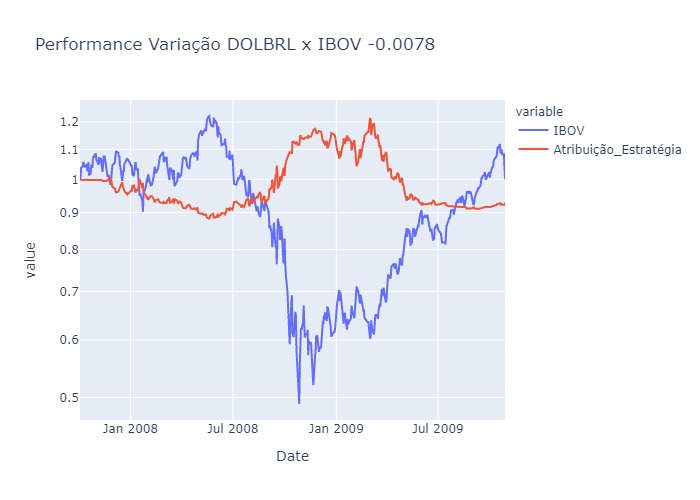 Performance Variação DOLBRL x IBOV -0.0078
variable
IBOV
Atribuição_Estratégia
1.2
1.1
1
0.9
0.8
0.7
0.6
0.5
value
Jan 2008
Jul 2008
Jan 2009
Jul 2009
Date